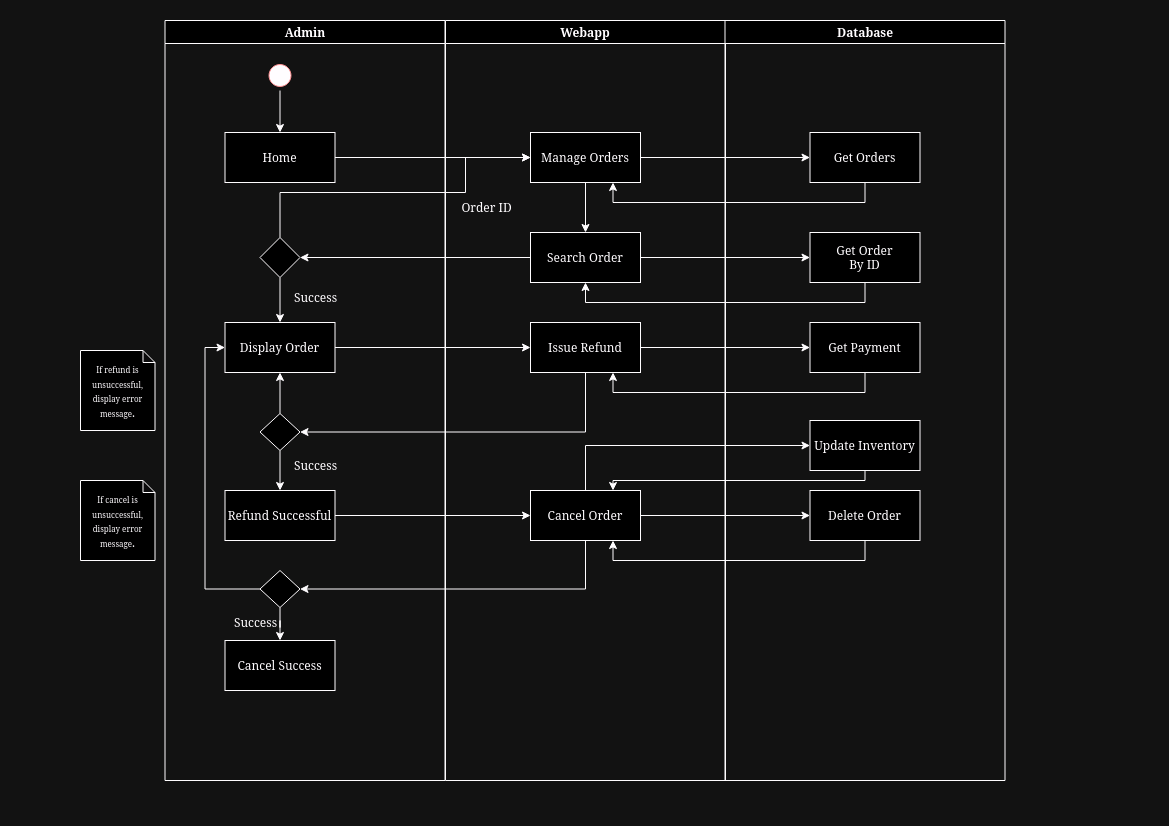 Admin
Webapp
Database
Home
Manage Orders
Get Orders
Order ID
Search Order
Get Order
By ID
Success
Display Order
Issue Refund
Get Payment
If refund is
unsuccessful,
display error
message.
Update Inventory
Success
Refund Successful
Cancel Order
Delete Order
If cancel is
unsuccessful,
display error
message.
Success
Cancel Success